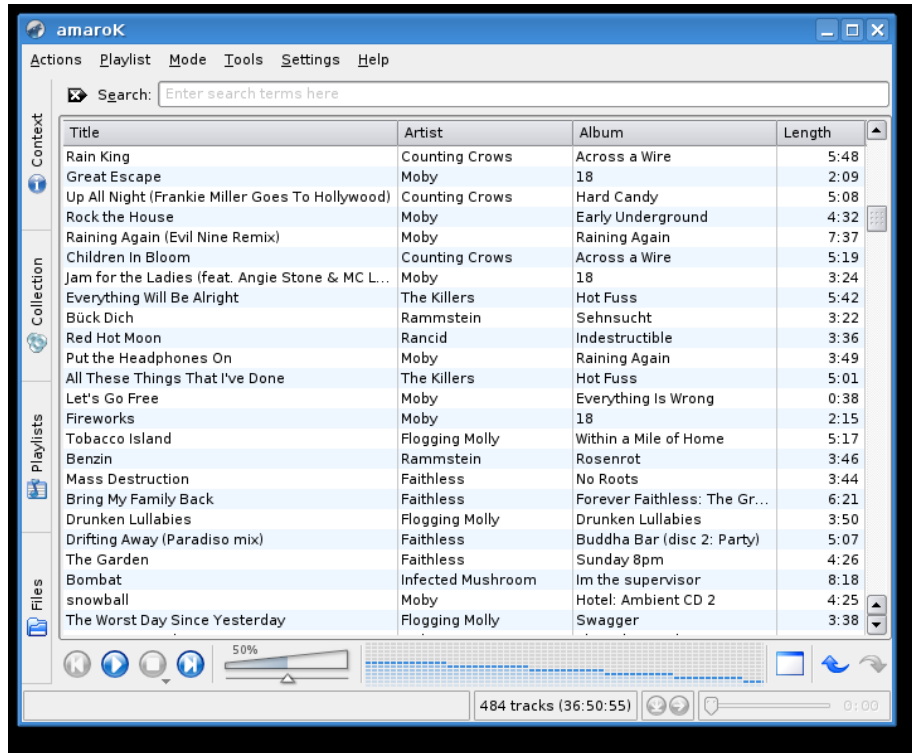 amaroK
Actions Playlist Mode Tools Settings Help
Search: Enter search terms here
Context
Collection
Playlists
Files
Title Artist Album Length
Rain King Counting Crows Across a Wire 5:48
Great Escape Moby 18 2:09
Up All Night (Frankie Miller Goes To Hollywood) Counting Crows Hard Candy 5:08
Rock the House Moby Early Underground 4:32
Raining Again (Evil Nine Remix) Moby Raining Again 7:37
Children In Bloom Counting Crows Across a Wire 5:19
Jam for the Ladies (feat. Angie Stone & MC L... Moby 18 3:24
Everything Will Be Alright The Killers Hot Fuss 5:42
Bück Dich Rammstein Sehnsucht 3:22
Red Hot Moon Rancid Indestructible 3:36
Put the Headphones On Moby Raining Again 3:49
All These Things That I've Done The Killers Hot Fuss 5:01
Let's Go Free Moby Everything Is Wrong 0:38
Fireworks Moby 18 2:15
Tobacco Island Flogging Molly Within a Mile of Home 5:17
Benzin Rammstein Rosenrot 3:46
Mass Destruction Faithless No Roots 3:44
Bring My Family Back Faithless Forever Faithless: The Gr... 6:21
Drunken Lullabies Flogging Molly Drunken Lullabies 3:50
Drifting Away (Paradiso mix) Faithless Buddha Bar (disc 2: Party) 5:07
The Garden Faithless Sunday 8pm 4:26
Bombat Infected Mushroom Im the supervisor 8:18
snowball Moby Hotel: Ambient CD 2 4:25
The Worst Day Since Yesterday Flogging Molly Swagger 3:38
50%
484 tracks (36:50:55) 0:00